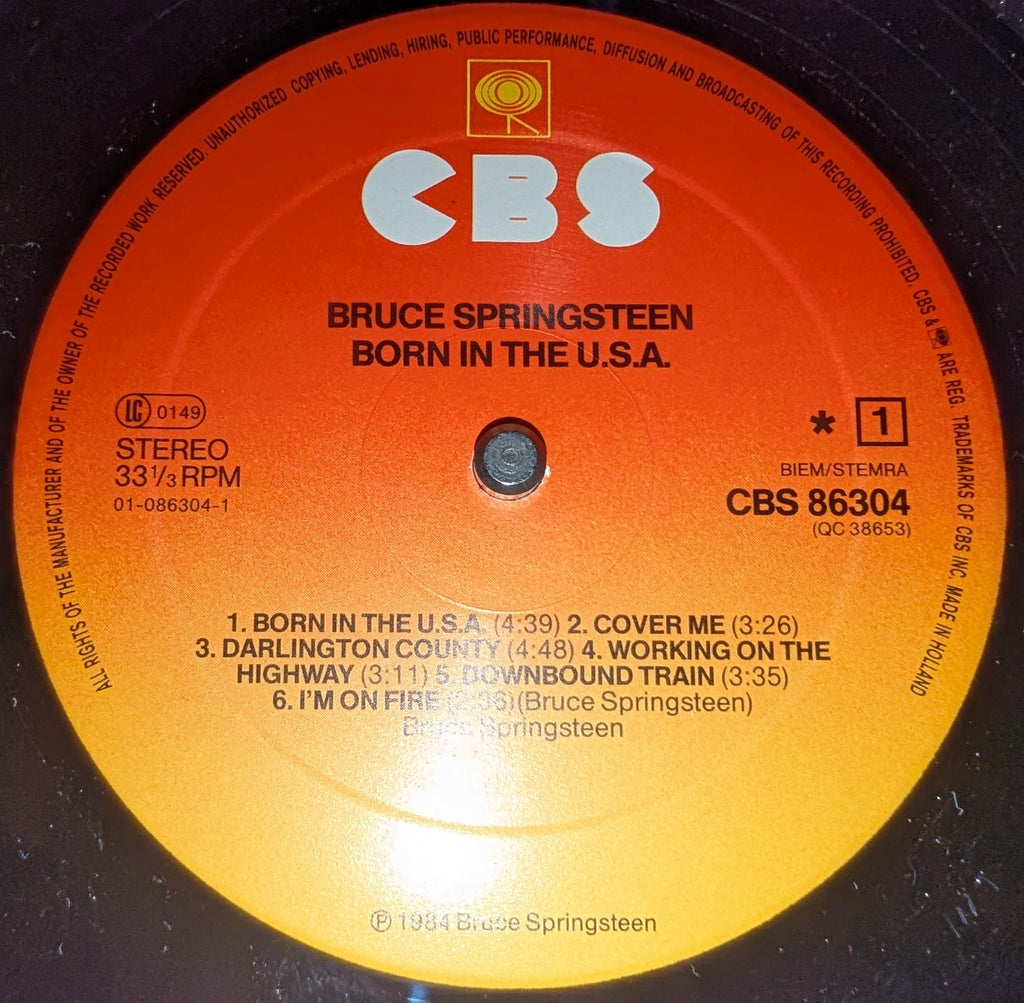 ALL RIGHTS OF THE MANUFACTURER AND OF THE OWNER OF THE RECORDED WORK RESERVED. UNAUTHORIZED COPYING, LENDING, HIRING, PUBLIC PERFORMANCE, DIFFUSION AND BROADCASTING OF THIS RECORDING PROHIBITED. CBS & ARE REG. TRADEMARKS OF CBS INC. MADE IN HOLLAND
CBS
BRUCE SPRINGSTEEN
BORN IN THE U.S.A.
LC 0149
STEREO
33 1/3 RPM
01-086304-1
* 1
BIEM/STEMRA
CBS 86304
(QC 38653)
1. BORN IN THE U.S.A. (4:39) 2. COVER ME (3:26)
3. DARLINGTON COUNTY (4:48) 4. WORKING ON THE
HIGHWAY (3:11) 5. DOWNBOUND TRAIN (3:35)
6. I'M ON FIRE (2:36) (Bruce Springsteen)
Bruce Springsteen
℗ 1984 Bruce Springsteen